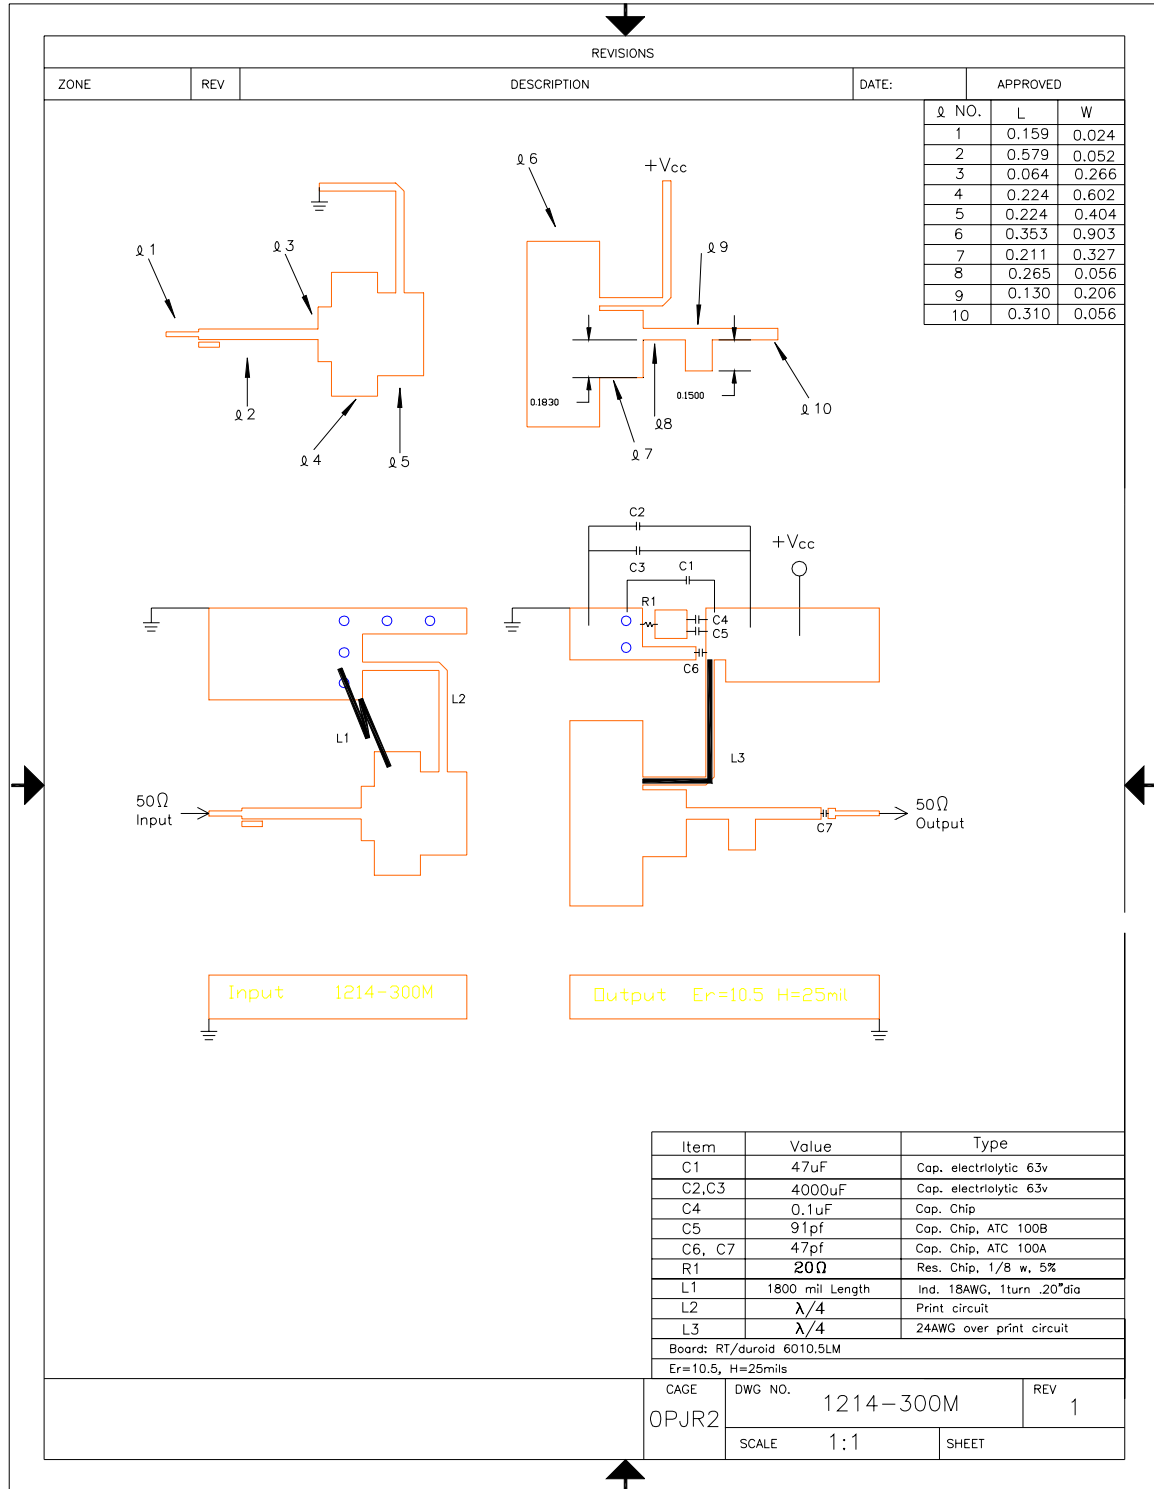 REVISIONS
ZONE REV DESCRIPTION DATE: APPROVED
ℓ NO. L W
1 0.159 0.024
2 0.579 0.052
3 0.064 0.266
4 0.224 0.602
5 0.224 0.404
6 0.353 0.903
7 0.211 0.327
8 0.265 0.056
9 0.130 0.206
10 0.310 0.056
ℓ 6
+Vcc
ℓ 1
ℓ 3
ℓ 9
ℓ 2
0.1830
0.1500
ℓ 10
ℓ8
ℓ 4
ℓ 5
ℓ 7
C2
C3
C1
+Vcc
R1
C4
C5
C6
L2
L1
L3
50Ω
Input
C7
50Ω
Output
Input 1214-300M
Output Er=10.5 H=25mil
Item Value Type
C1 47uF Cap. electrlolytic 63v
C2,C3 4000uF Cap. electrlolytic 63v
C4 0.1uF Cap. Chip
C5 91pf Cap. Chip, ATC 100B
C6, C7 47pf Cap. Chip, ATC 100A
R1 20Ω Res. Chip, 1/8 w, 5%
L1 1800 mil Length Ind. 18AWG, 1turn .20"dia
L2 λ/4 Print circuit
L3 λ/4 24AWG over print circuit
Board: RT/duroid 6010.5LM
Er=10.5, H=25mils
CAGE DWG NO. REV
0PJR2 1214-300M 1
SCALE 1:1 SHEET